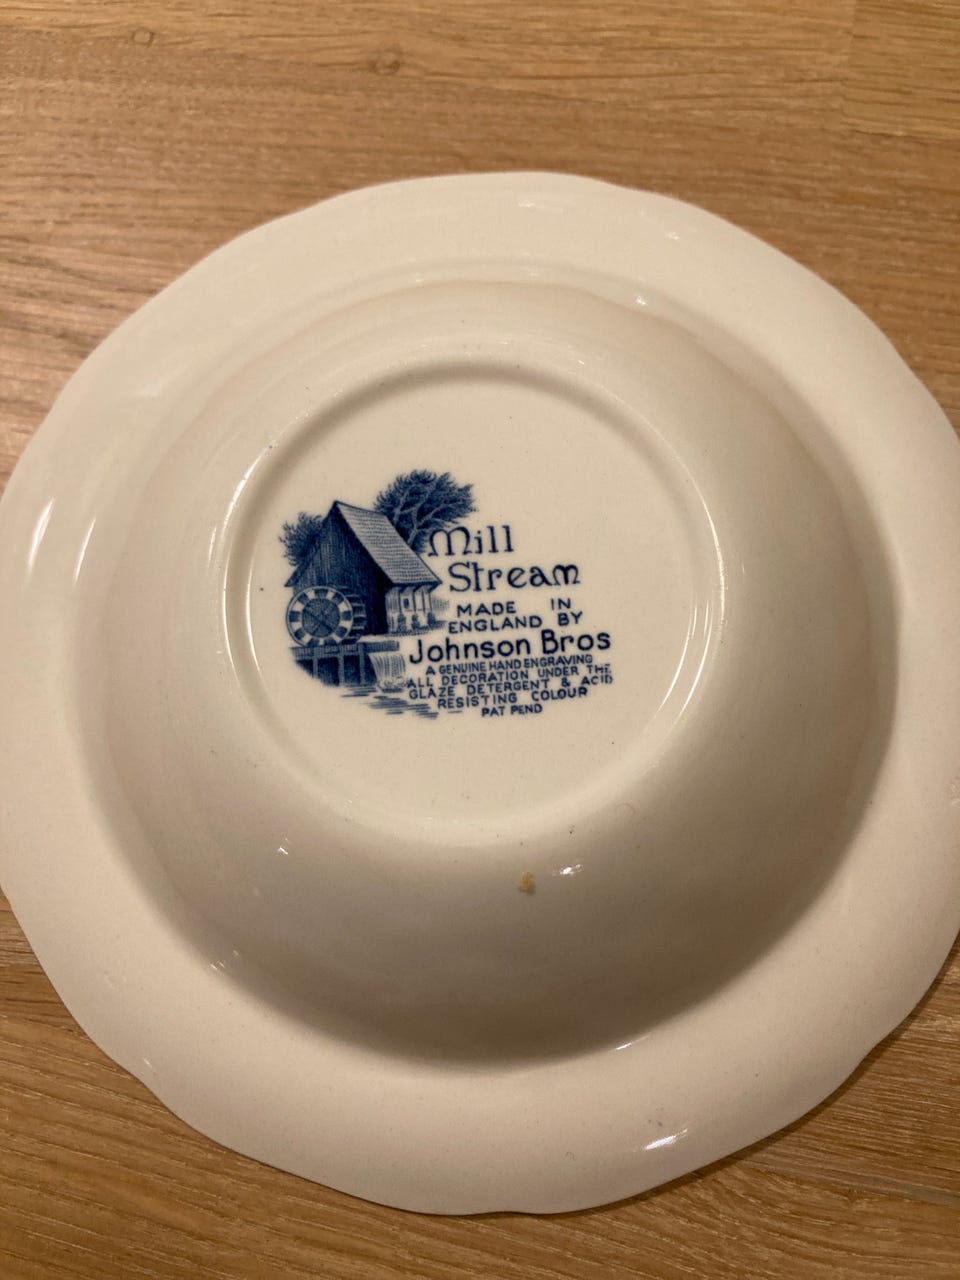 Mill
Stream
MADE IN
ENGLAND BY
Johnson Bros
A GENUINE HAND ENGRAVING
ALL DECORATION UNDER THE
GLAZE DETERGENT & ACID
RESISTING COLOUR
PAT PEND